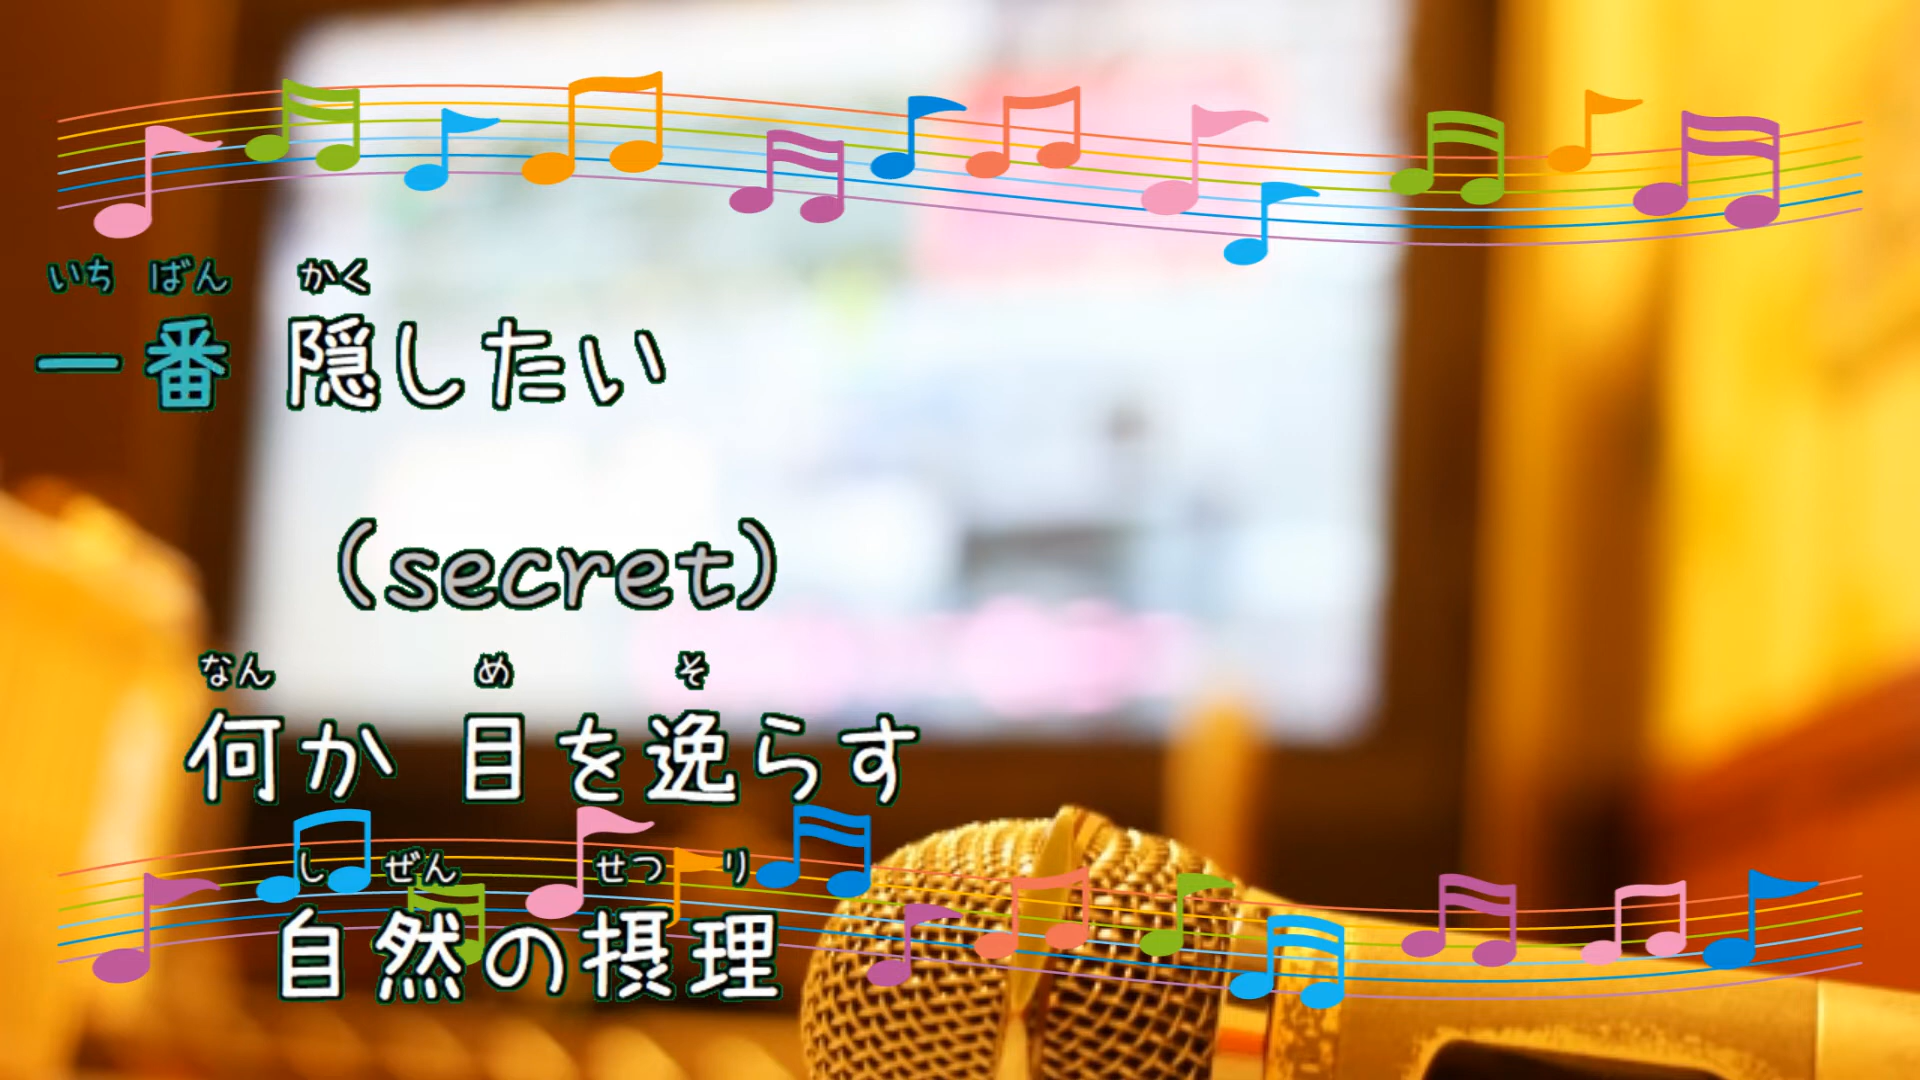 いち ばん かく
一番 隠したい
(secret)
なん め そ
何か 目を逸らす
し ぜん せつ り
自然の摂理